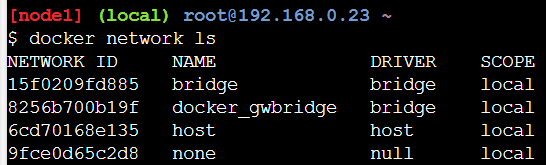 [node1] (local) root@192.168.0.23 ~
$ docker network ls
NETWORK ID     NAME              DRIVER    SCOPE
15f0209fd885   bridge            bridge    local
8256b700b19f   docker_gwbridge   bridge    local
6cd70168e135   host              host      local
9fce0d65c2d8   none              null      local